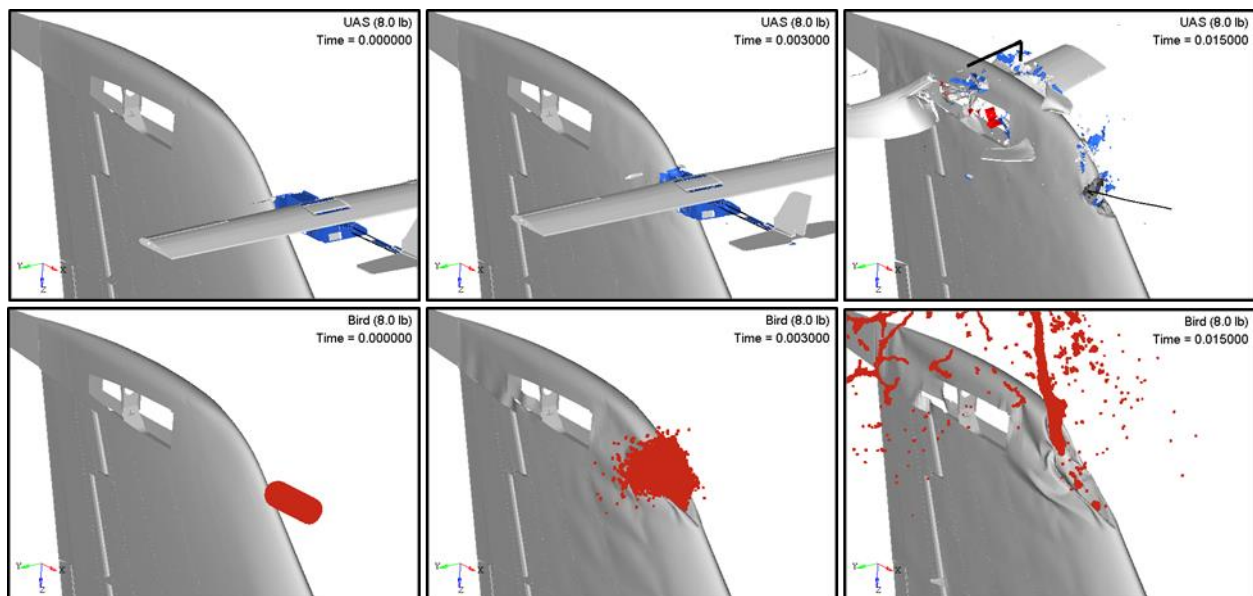 UAS (8.0 lb)
Time = 0.000000
Y X
Z
UAS (8.0 lb)
Time = 0.003000
Y X
Z
UAS (8.0 lb)
Time = 0.015000
Y X
Z
Bird (8.0 lb)
Time = 0.000000
Y X
Z
Bird (8.0 lb)
Time = 0.003000
Y X
Z
Bird (8.0 lb)
Time = 0.015000
Y X
Z